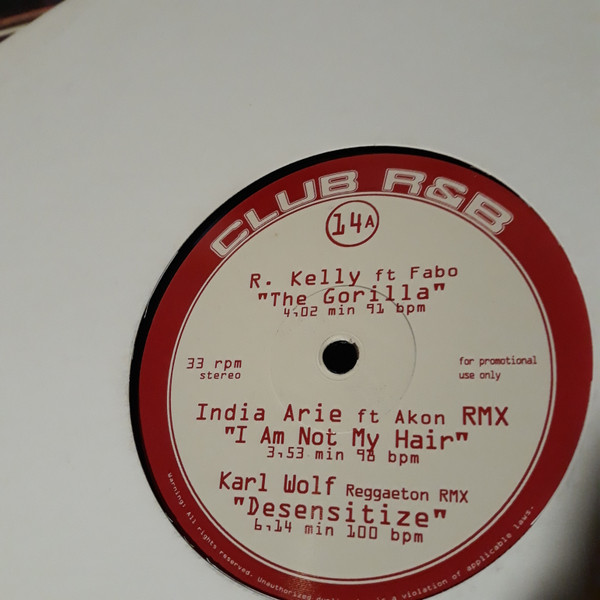 CLUB R&B
14A
R. Kelly ft Fabo
"The Gorilla"
4,02 min 91 bpm
33 rpm
stereo
for promotional
use only
India Arie ft Akon RMX
"I Am Not My Hair"
3,53 min 98 bpm
Karl Wolf Reggaeton RMX
"Desensitize"
6,14 min 100 bpm
Warning: All rights reserved. Unauthorized is a violation of applicable laws.